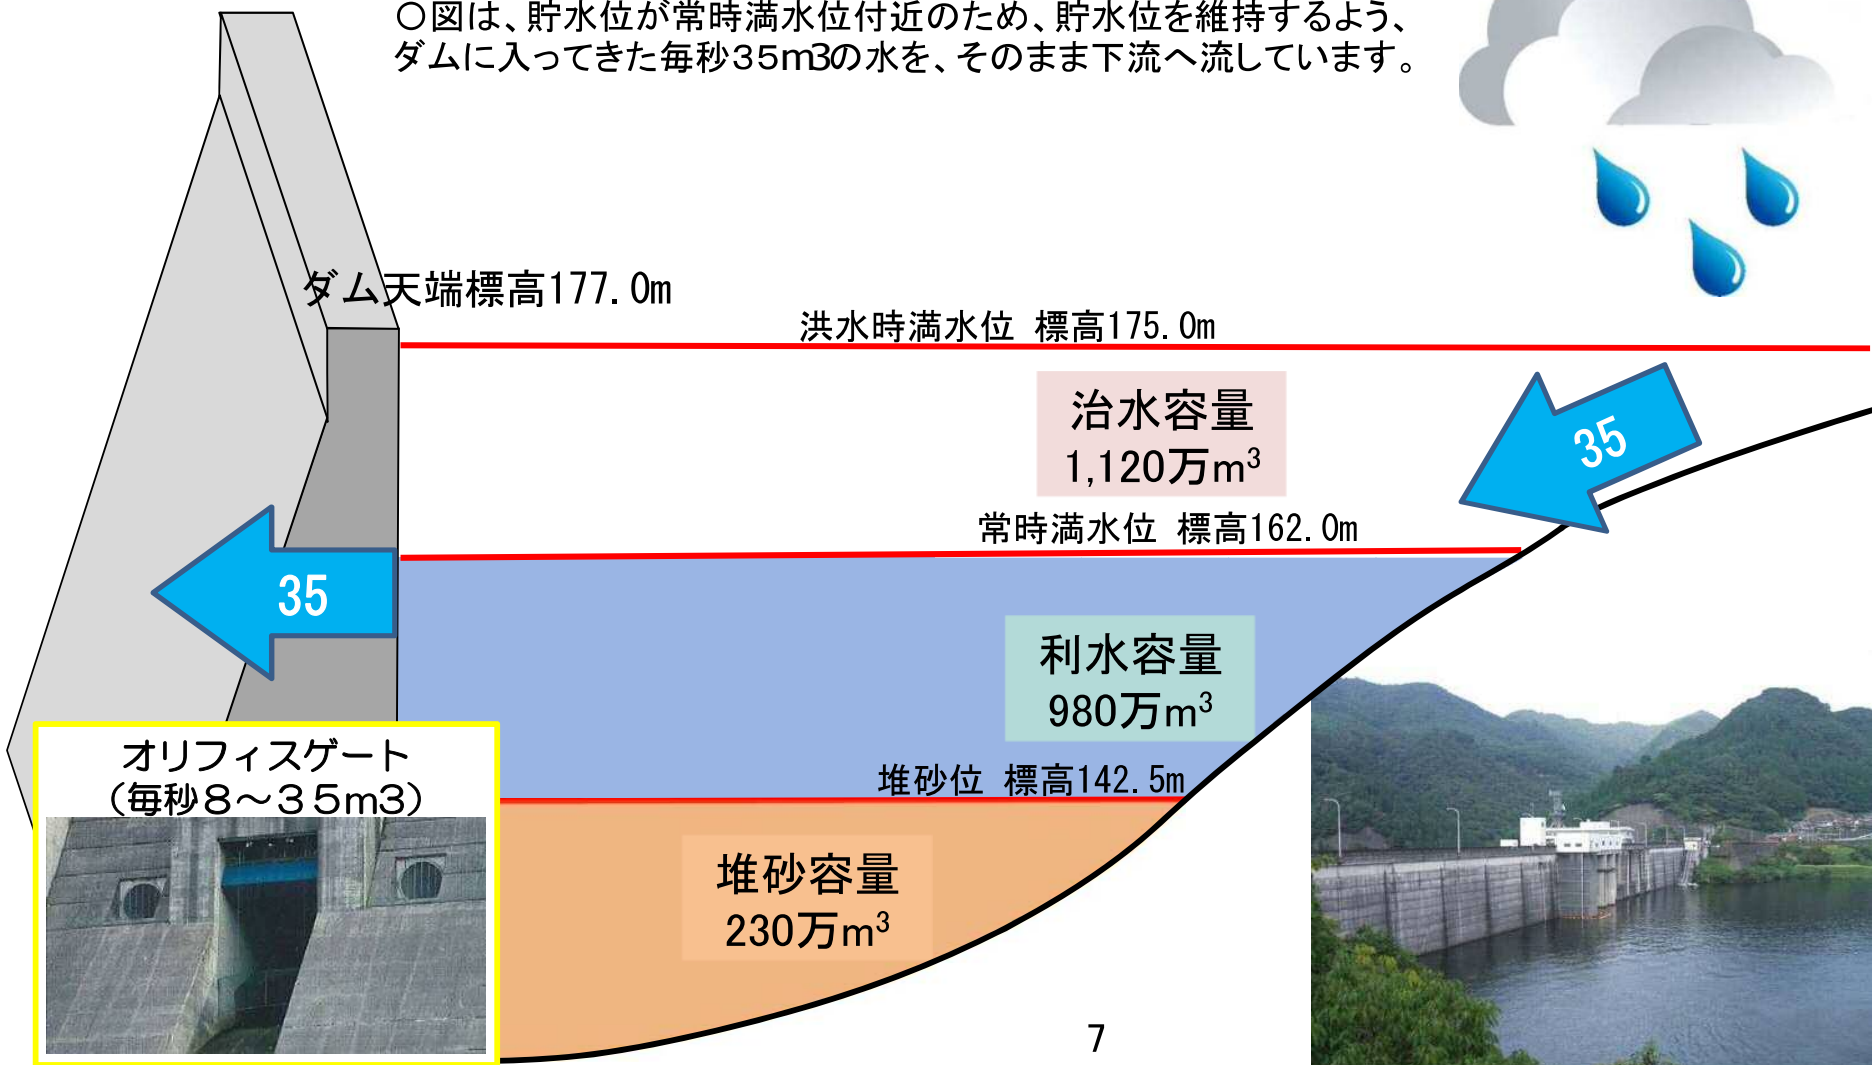 〇図は、貯水位が常時満水位付近のため、貯水位を維持するよう、
ダムに入ってきた毎秒35m3の水を、そのまま下流へ流しています。
ダム天端標高177.0m
洪水時満水位 標高175.0m
治水容量
1,120万m³
35
常時満水位 標高162.0m
35
利水容量
980万m³
オリフィスゲート
（毎秒８～３５m3）
堆砂位 標高142.5m
堆砂容量
230万m³
7